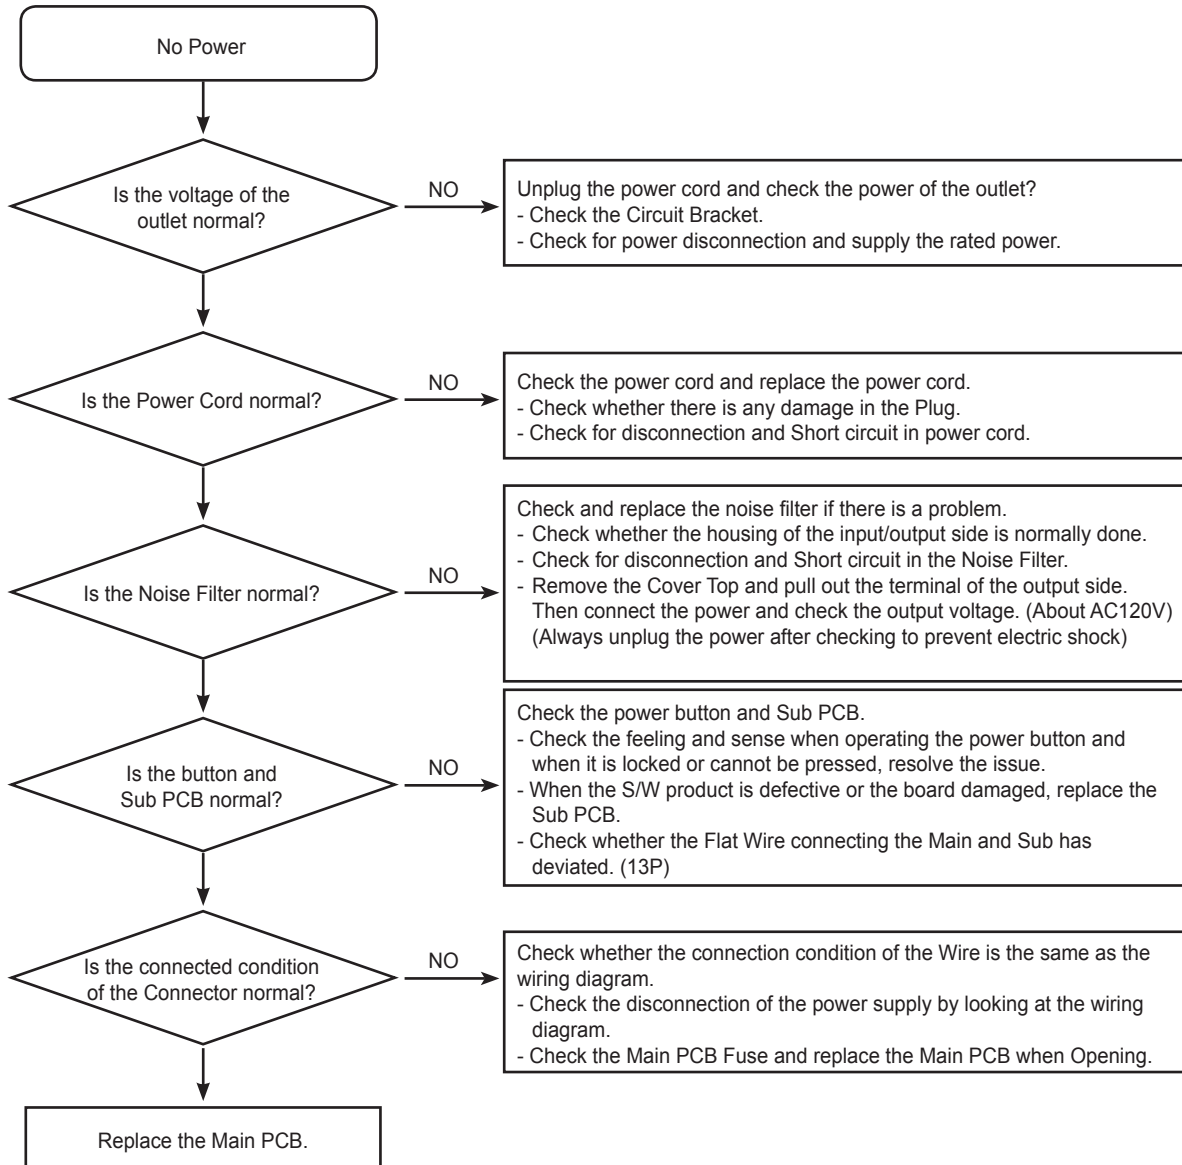 No Power
Is the voltage of the
outlet normal?
NO
Unplug the power cord and check the power of the outlet?
- Check the Circuit Bracket.
- Check for power disconnection and supply the rated power.
Is the Power Cord normal?
NO
Check the power cord and replace the power cord.
- Check whether there is any damage in the Plug.
- Check for disconnection and Short circuit in power cord.
Is the Noise Filter normal?
NO
Check and replace the noise filter if there is a problem.
- Check whether the housing of the input/output side is normally done.
- Check for disconnection and Short circuit in the Noise Filter.
- Remove the Cover Top and pull out the terminal of the output side.
Then connect the power and check the output voltage. (About AC120V)
(Always unplug the power after checking to prevent electric shock)
Is the button and
Sub PCB normal?
NO
Check the power button and Sub PCB.
- Check the feeling and sense when operating the power button and
when it is locked or cannot be pressed, resolve the issue.
- When the S/W product is defective or the board damaged, replace the
Sub PCB.
- Check whether the Flat Wire connecting the Main and Sub has
deviated. (13P)
Is the connected condition
of the Connector normal?
NO
Check whether the connection condition of the Wire is the same as the
wiring diagram.
- Check the disconnection of the power supply by looking at the wiring
diagram.
- Check the Main PCB Fuse and replace the Main PCB when Opening.
Replace the Main PCB.